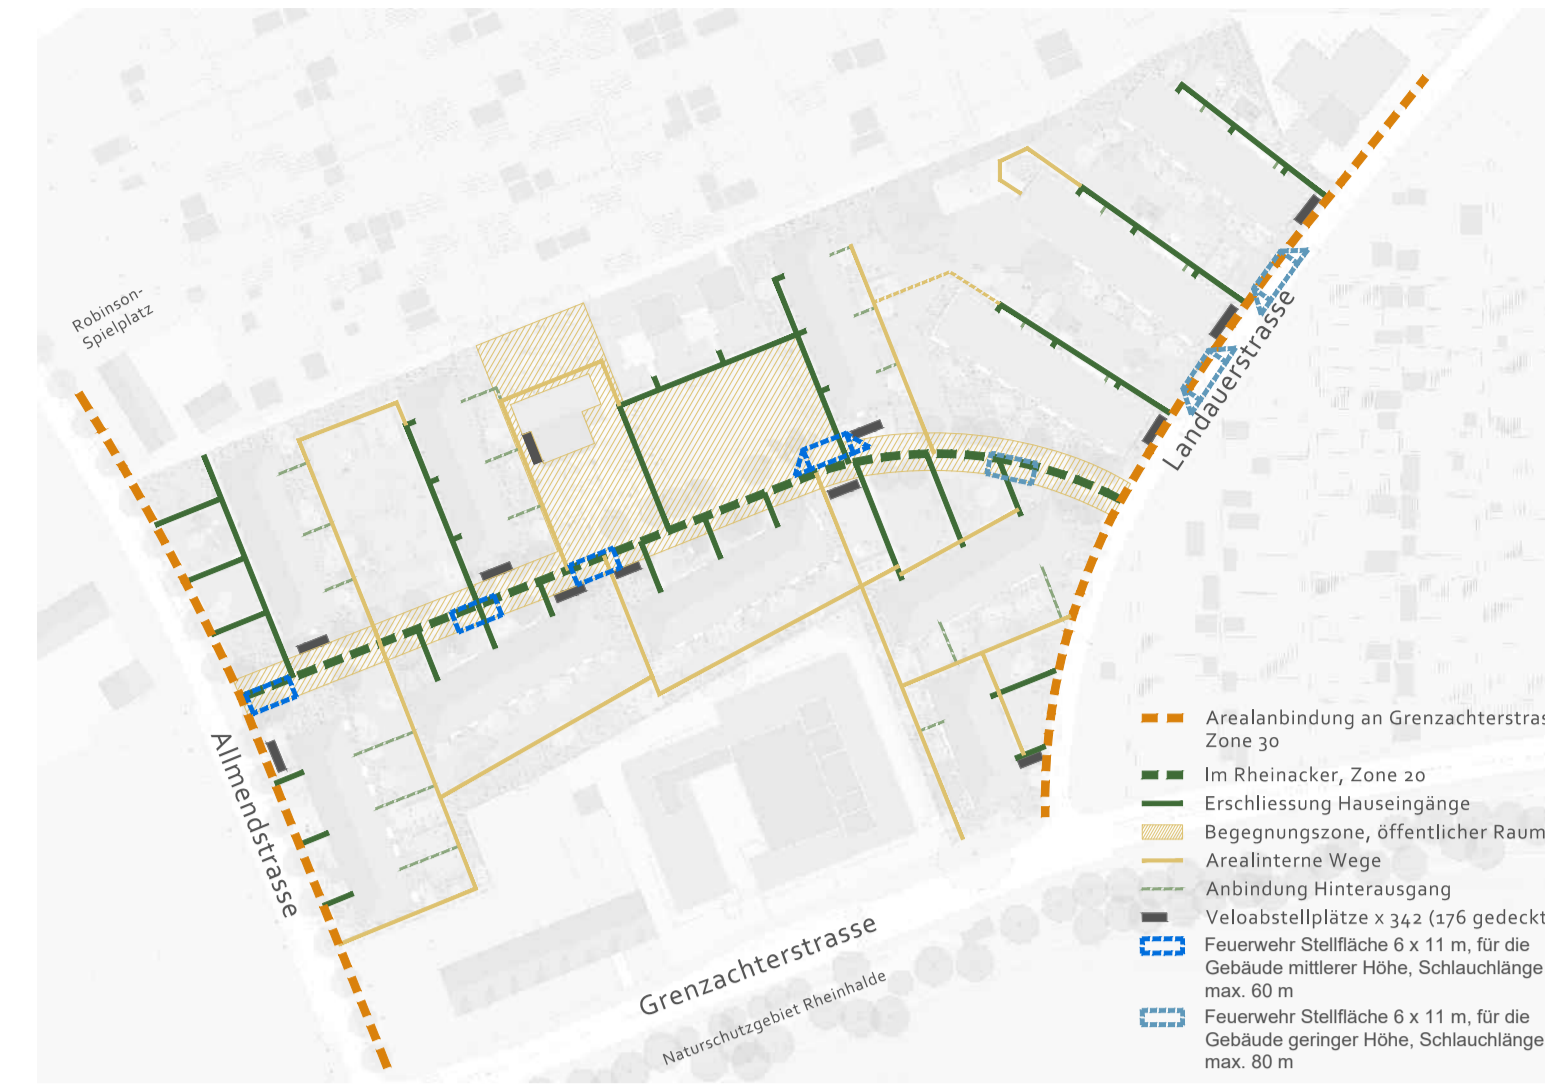 Robinson-
Spielplatz
Landauerstrasse
Allmendstrasse
Grenzachterstrasse
Naturschutzgebiet Rheinhalde
Arealanbindung an Grenzachterstras
Zone 30
Im Rheinacker, Zone 20
Erschliessung Hauseingänge
Begegnungszone, öffentlicher Raum
Arealinterne Wege
Anbindung Hinterausgang
Veloabstellplätze x 342 (176 gedeckt
Feuerwehr Stellfläche 6 x 11 m, für die
Gebäude mittlerer Höhe, Schlauchlänge
max. 60 m
Feuerwehr Stellfläche 6 x 11 m, für die
Gebäude geringer Höhe, Schlauchlänge
max. 80 m